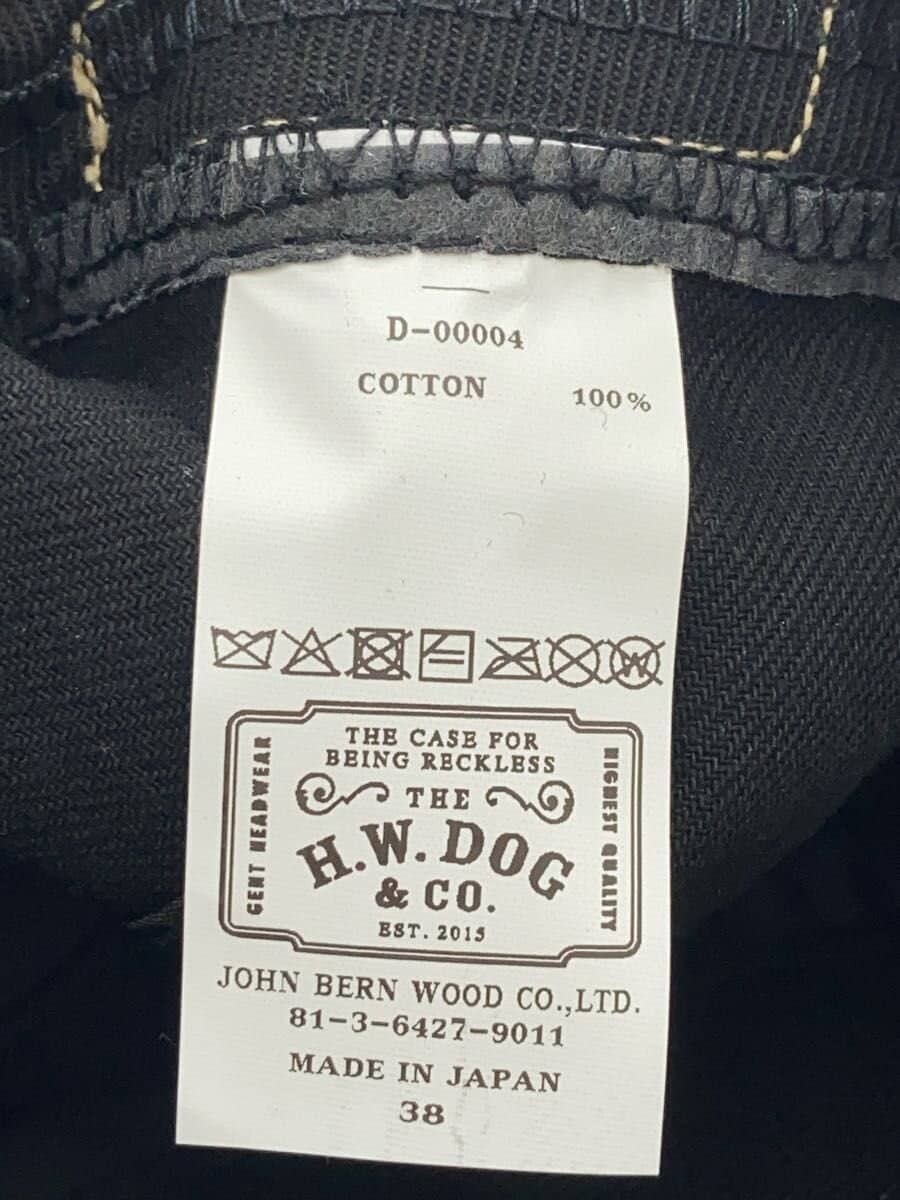 D-00004
COTTON 100%
W
THE CASE FOR
BEING RECKLESS
GENT HEADWEAR
HIGHEST QUALITY
THE
H.W. DOG
& CO.
EST. 2015
JOHN BERN WOOD CO.,LTD.
81-3-6427-9011
MADE IN JAPAN
38